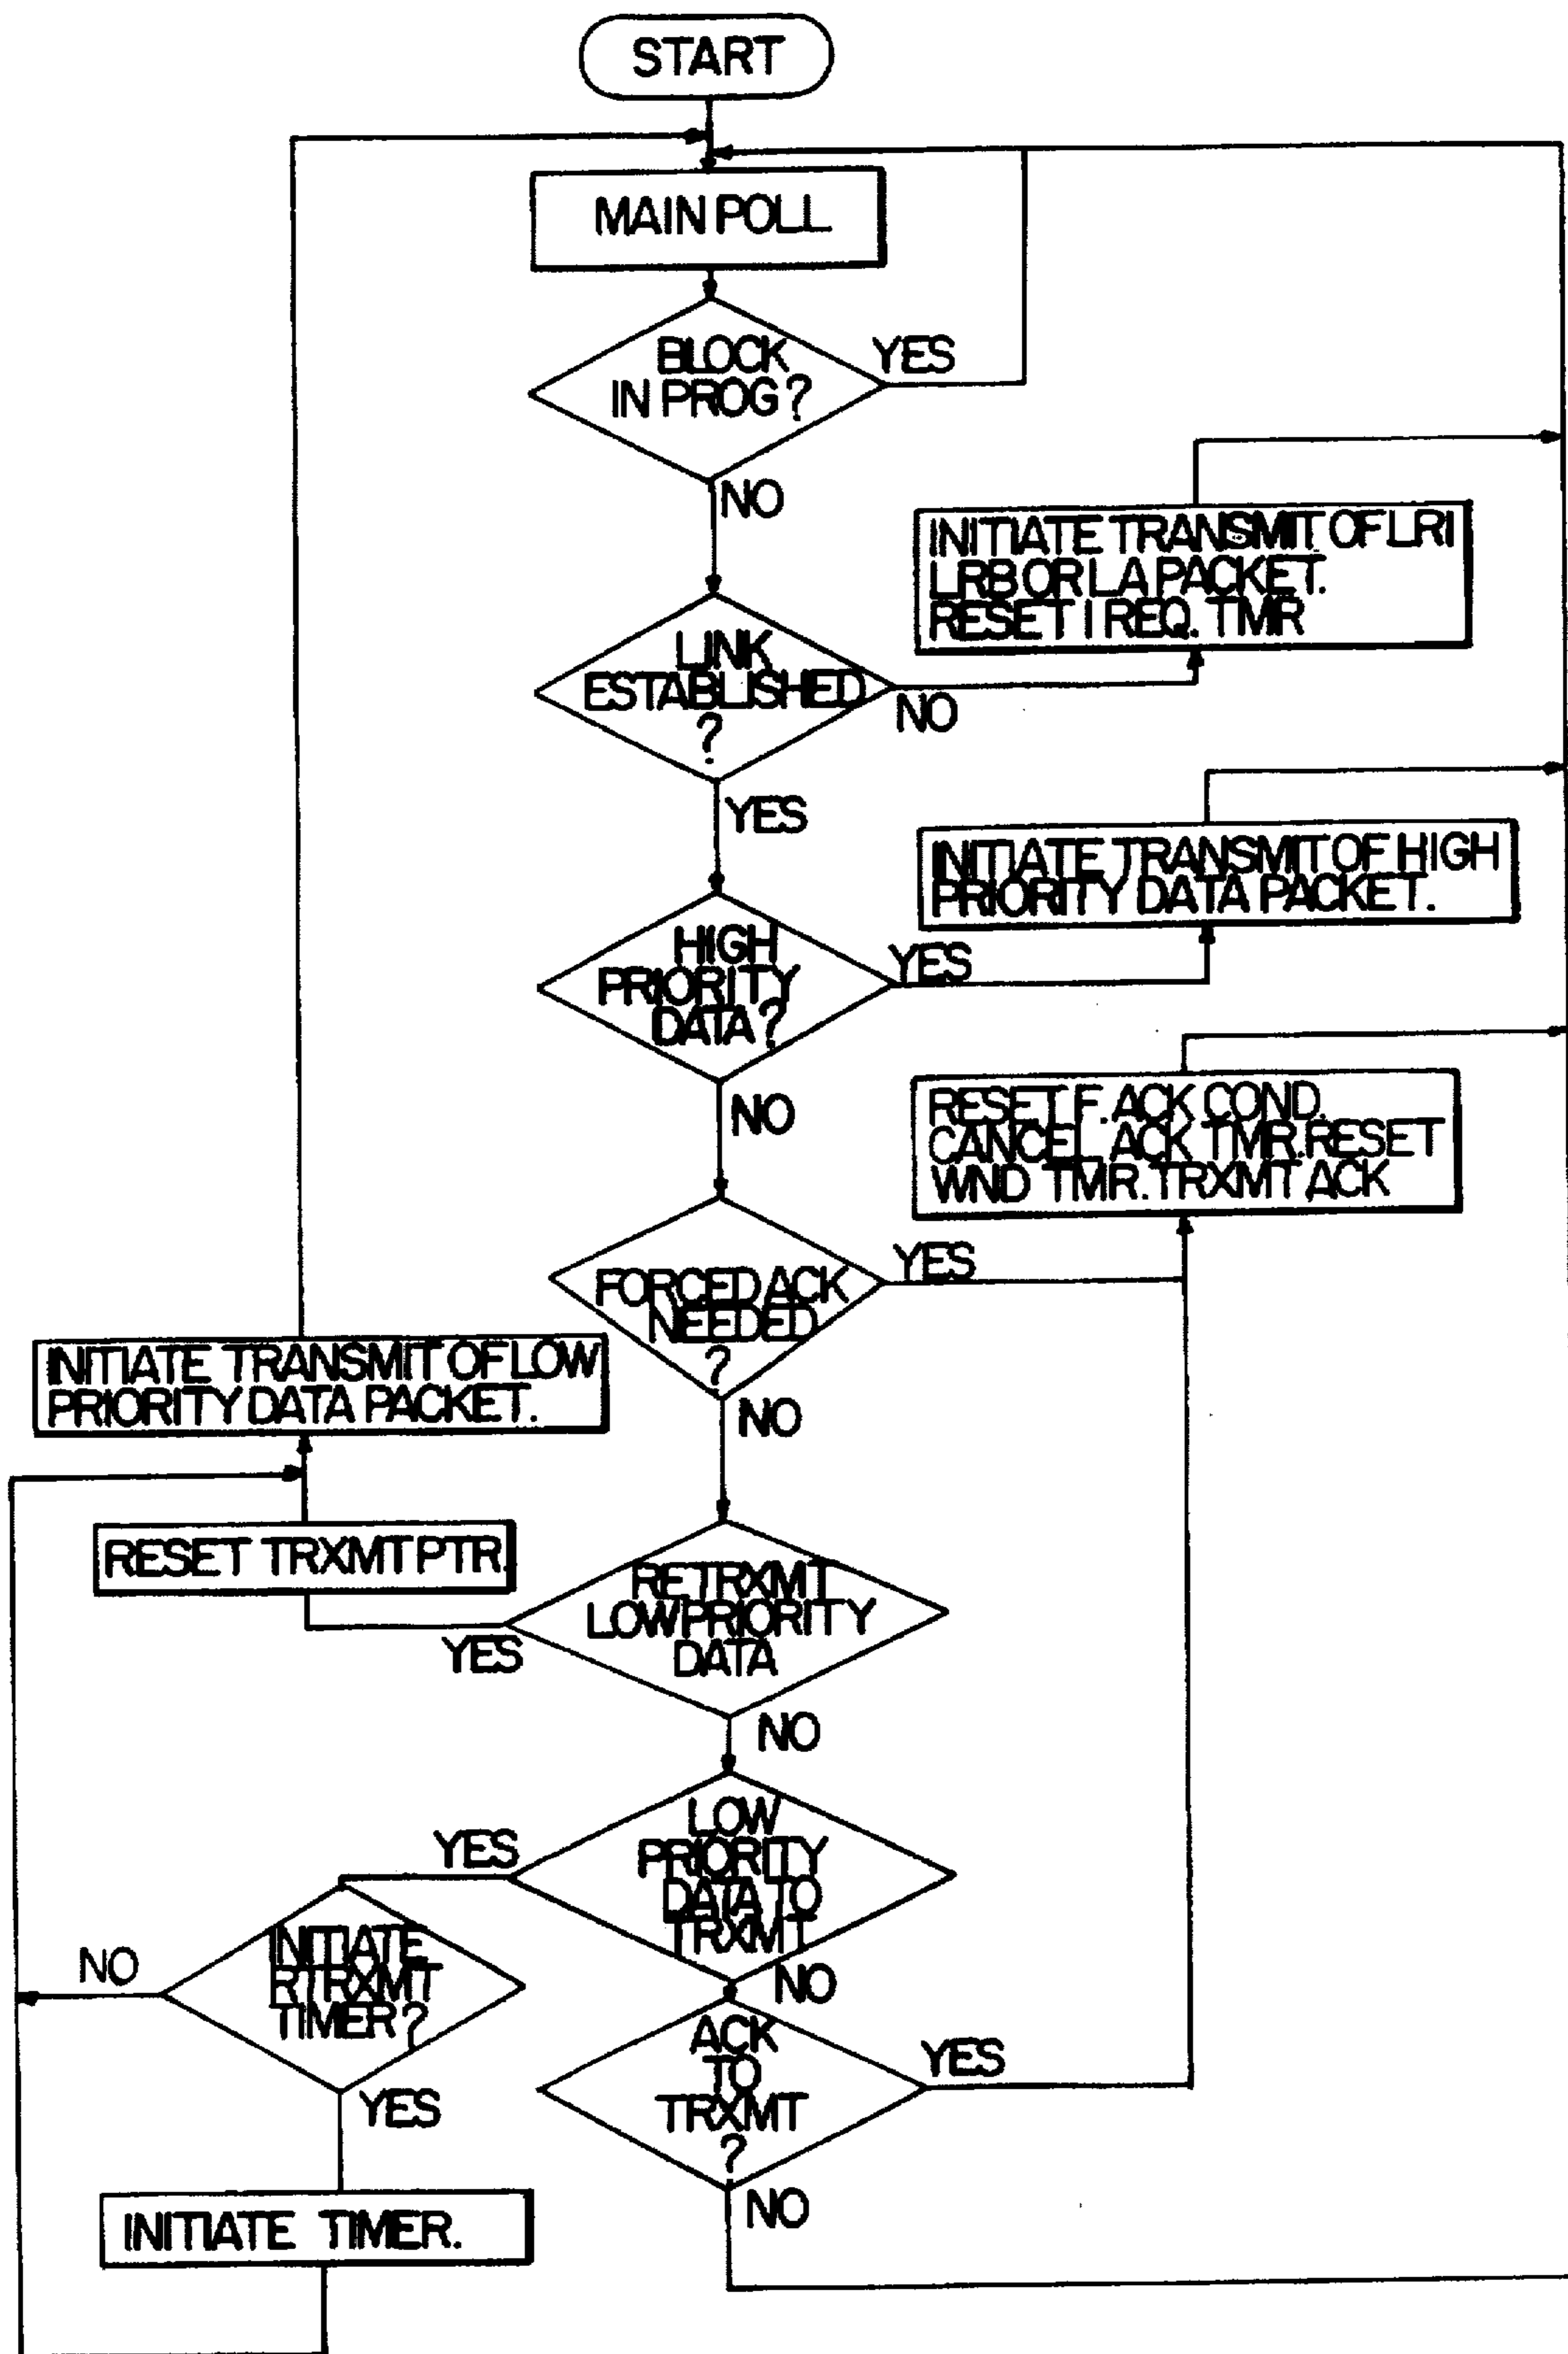 START
MAIN POLL
BLOCK
IN PROG?
YES
NO
INITIATE TRANSMIT OF LRI
LRB OR LA PACKET.
RESET I REQ. TMR
LINK
ESTABLISHED
?
NO
YES
INITIATE TRANSMIT OF HIGH
PRIORITY DATA PACKET.
HIGH
PRIORITY
DATA?
YES
NO
RESET F. ACK COND.
CANCEL ACK TMR. RESET
WND TMR. TRXMT ACK
FORCED ACK
NEEDED
?
YES
NO
INITIATE TRANSMIT OF LOW
PRIORITY DATA PACKET.
RESET TRXMT PTR.
RETRXMT
LOW PRIORITY
DATA
YES
NO
LOW
PRIORITY
DATA TO
TRXMT
YES
NO
INITIATE
RTRXMT
TIMER?
NO
YES
ACK
TO
TRXMT
?
YES
NO
INITIATE TIMER.